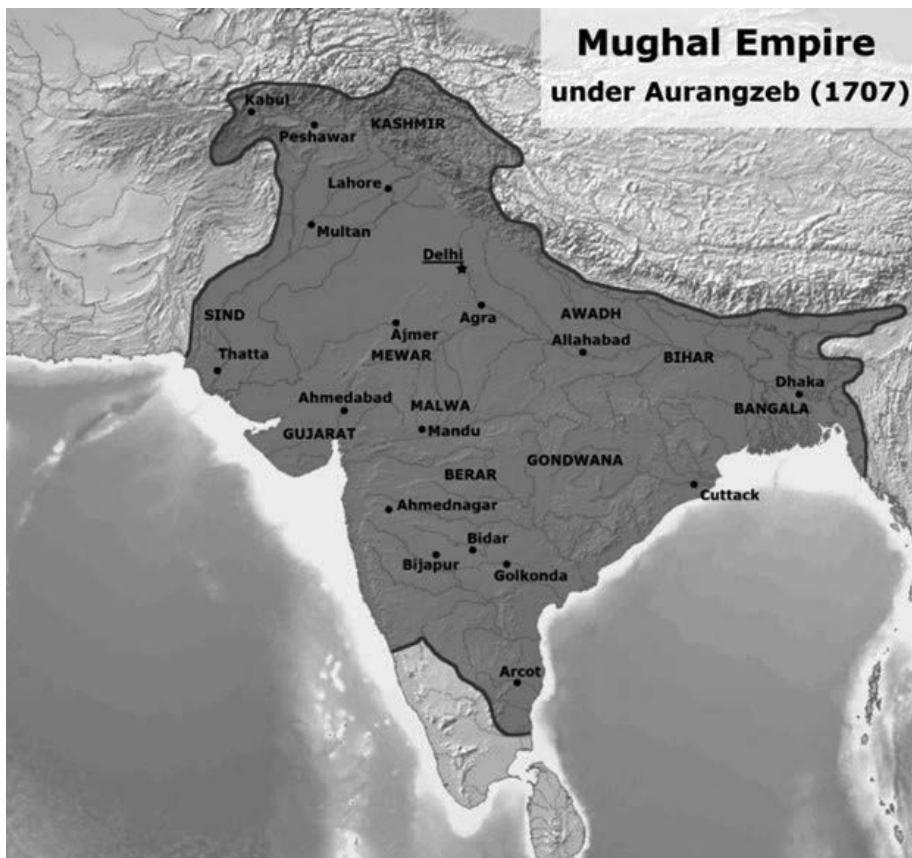 Mughal Empire
under Aurangzeb (1707)
Kabul
KASHMIR
Peshawar
Lahore
Multan
Delhi
SIND
Agra
AWADH
Ajmer
Allahabad
Thatta
MEWAR
BIHAR
Dhaka
Ahmedabad
MALWA
BANGALA
GUJARAT
Mandu
BERAR
GONDWANA
Cuttack
Ahmednagar
Bidar
Bijapur
Golkonda
Arcot